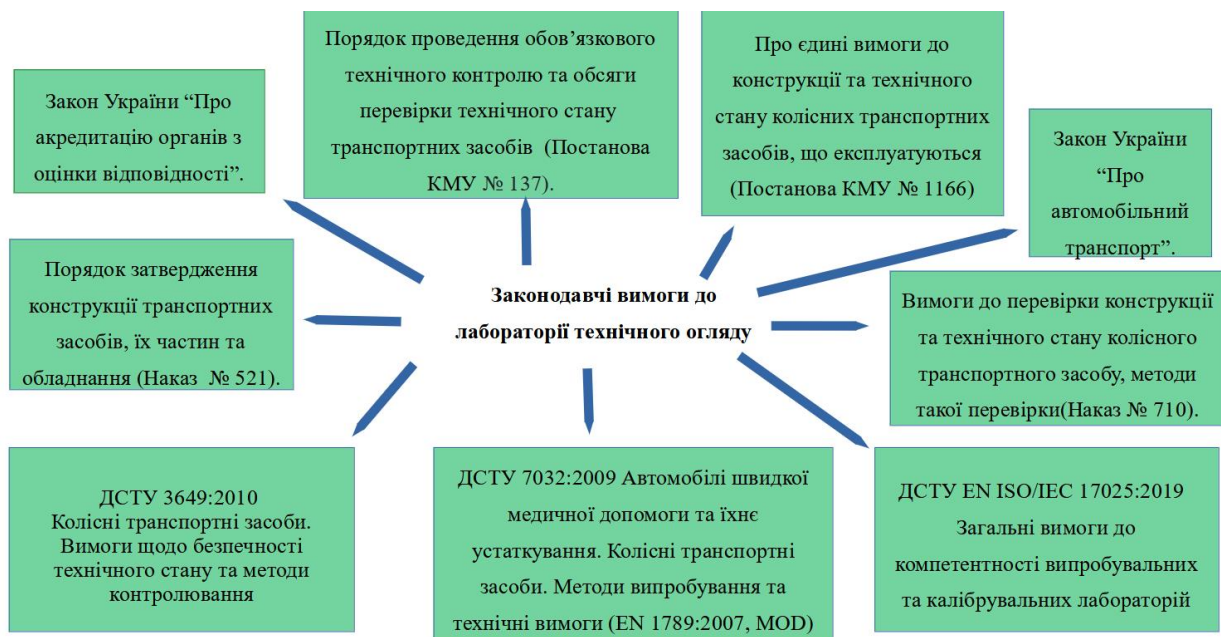 Закон України “Про
акредитацію органів з
оцінки відповідності”.
Порядок проведення обов’язкового
технічного контролю та обсяги
перевірки технічного стану
транспортних засобів (Постанова
КМУ № 137).
Про єдині вимоги до
конструкції та технічного
стану колісних транспортних
засобів, що експлуатуються
(Постанова КМУ № 1166)
Закон України
“Про
автомобільний
транспорт”.
Порядок затвердження
конструкції транспортних
засобів, їх частин та
обладнання (Наказ № 521).
Законодавчі вимоги до
лабораторії технічного огляду
Вимоги до перевірки конструкції
та технічного стану колісного
транспортного засобу, методи
такої перевірки(Наказ № 710).
ДСТУ 3649:2010
Колісні транспортні засоби.
Вимоги щодо безпечності
технічного стану та методи
контролювання
ДСТУ 7032:2009 Автомобілі швидкої
медичної допомоги та їхнє
устаткування. Колісні транспортні
засоби. Методи випробування та
технічні вимоги (EN 1789:2007, MOD)
ДСТУ EN ISO/IEC 17025:2019
Загальні вимоги до
компетентності випробувальних
та калібрувальних лабораторій